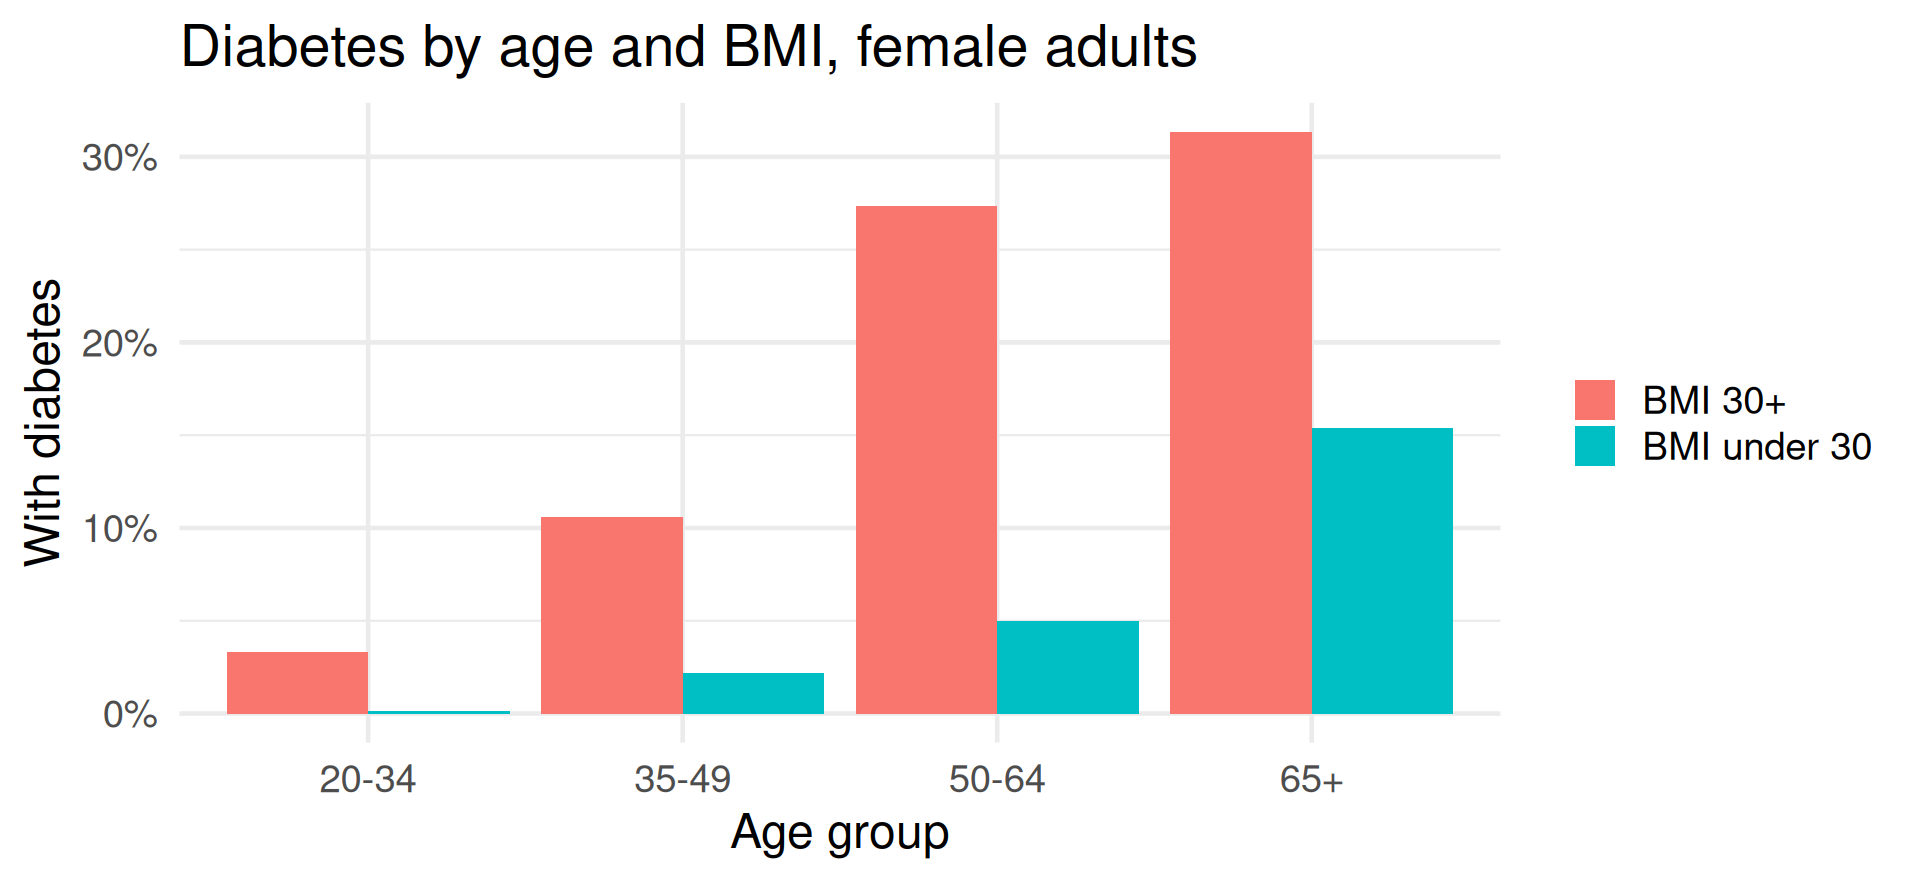 Diabetes by age and BMI, female adults
With diabetes
30%
20%
10%
0%
20-34
35-49
50-64
65+
Age group
BMI 30+
BMI under 30